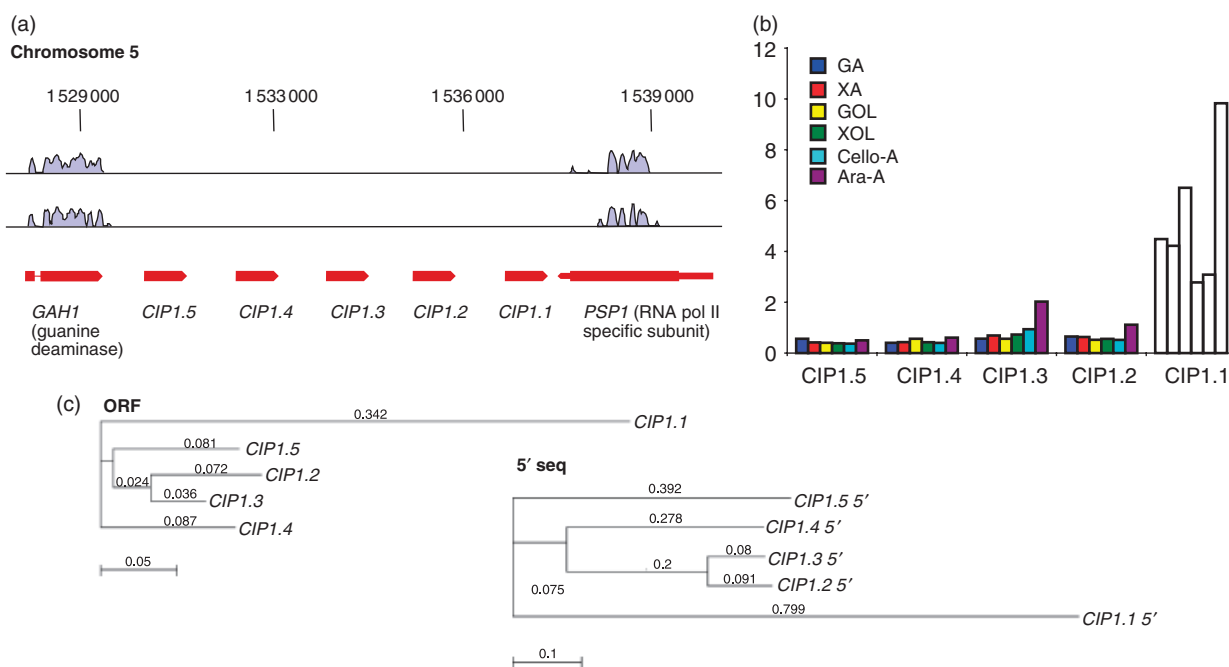 (a)
Chromosome 5
1 529 000 1 533 000 1 536 000 1 539 000
GAH1
(guanine
deaminase)
CIP1.5
CIP1.4
CIP1.3
CIP1.2
CIP1.1
PSP1 (RNA pol II
specific subunit)
(b)
12
10
8
6
4
2
0
GA
XA
GOL
XOL
Cello-A
Ara-A
CIP1.5 CIP1.4 CIP1.3 CIP1.2 CIP1.1
(c)
ORF
0.342 CIP1.1
0.081 CIP1.5
0.024
0.072 CIP1.2
0.036 CIP1.3
0.087 CIP1.4
0.05
5′ seq
0.392 CIP1.5 5′
0.278 CIP1.4 5′
0.2
0.08 CIP1.3 5′
0.091 CIP1.2 5′
0.075
0.799 CIP1.1 5′
0.1